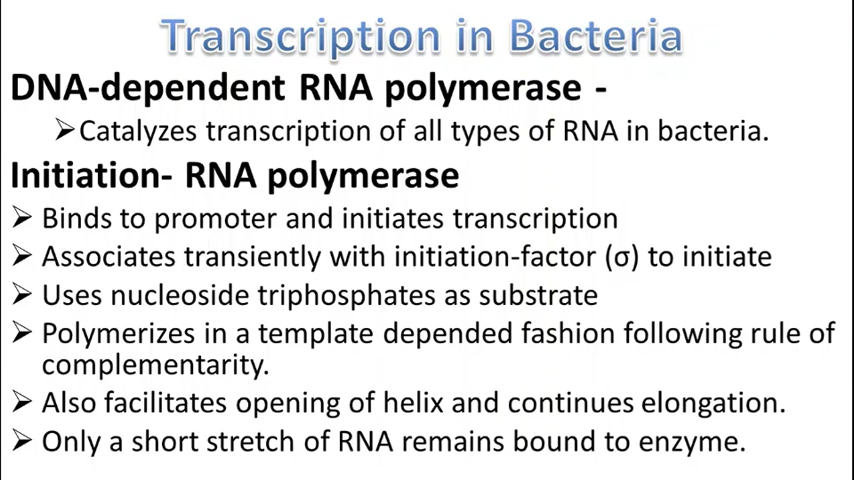 Transcription in Bacteria
DNA-dependent RNA polymerase -
➢Catalyzes transcription of all types of RNA in bacteria.
Initiation- RNA polymerase
➢ Binds to promoter and initiates transcription
➢ Associates transiently with initiation-factor (σ) to initiate
➢ Uses nucleoside triphosphates as substrate
➢ Polymerizes in a template depended fashion following rule of
complementarity.
➢ Also facilitates opening of helix and continues elongation.
➢ Only a short stretch of RNA remains bound to enzyme.